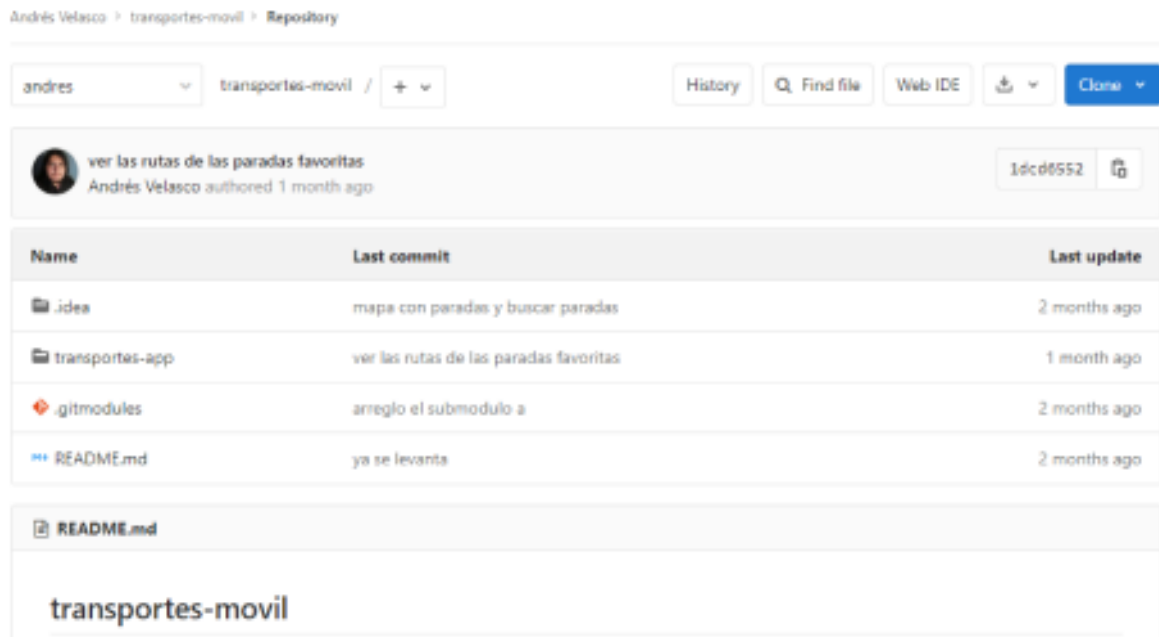 Andrés Velasco > transportes-movil > Repository
andres transportes-movil / + History Find file Web IDE Clone
ver las rutas de las paradas favoritas
Andrés Velasco authored 1 month ago
1dcd6552
Name Last commit Last update
.idea mapa con paradas y buscar paradas 2 months ago
transportes-app ver las rutas de las paradas favoritas 1 month ago
.gitmodules arreglo el submodulo a 2 months ago
README.md ya se levanta 2 months ago
README.md
transportes-movil